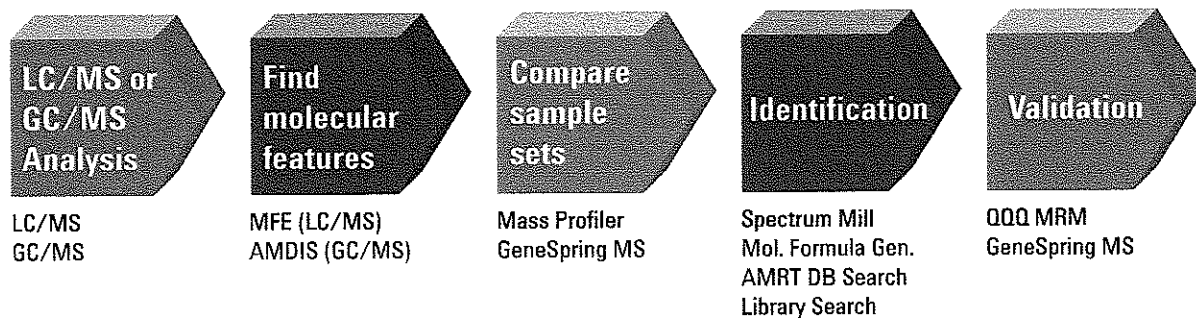 LC/MS or
GC/MS
Analysis
LC/MS
GC/MS
Find
molecular
features
MFE (LC/MS)
AMDIS (GC/MS)
Compare
sample
sets
Mass Profiler
GeneSpring MS
Identification
Spectrum Mill
Mol. Formula Gen.
AMRT DB Search
Library Search
Validation
QQQ MRM
GeneSpring MS